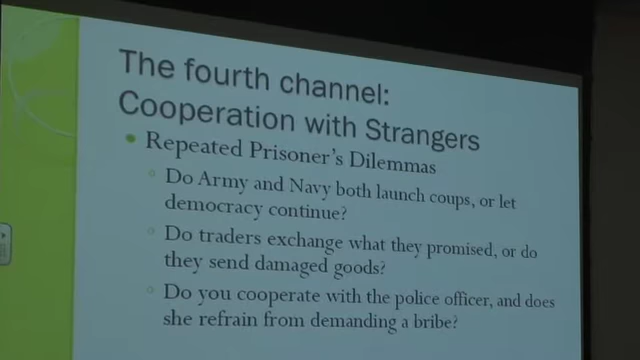 The fourth channel:
Cooperation with Strangers
Repeated Prisoner's Dilemmas
Do Army and Navy both launch coups, or let
democracy continue?
Do traders exchange what they promised, or do
they send damaged goods?
Do you cooperate with the police officer, and does
she refrain from demanding a bribe?